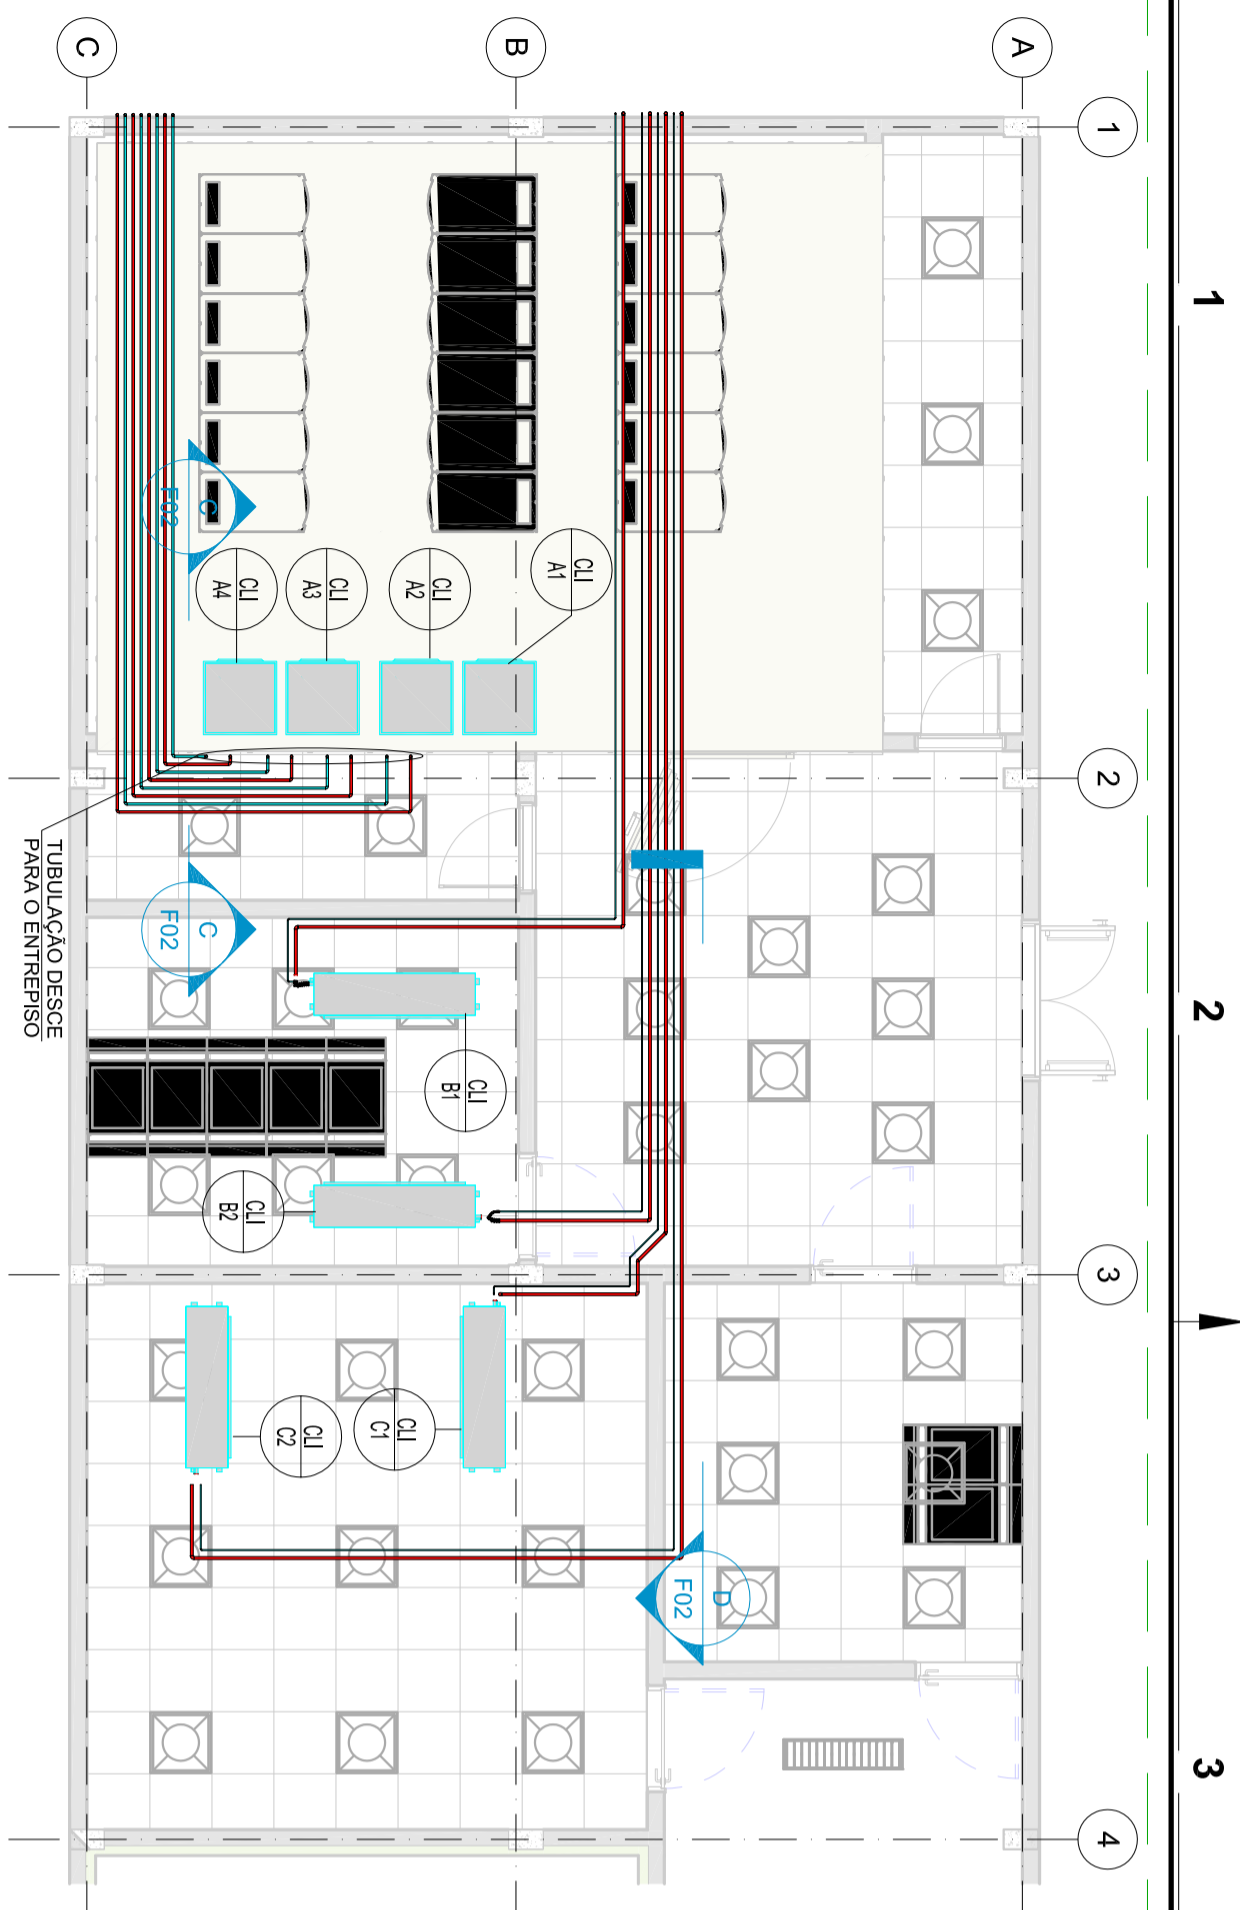 1
2
3
A
B
C
1
2
3
4
CLI
A1
CLI
A2
CLI
A3
CLI
A4
C
F02
C
F02
CLI
B1
CLI
B2
CLI
C1
CLI
C2
D
F02
TUBULAÇÃO DESCE
PARA O ENTREPISO